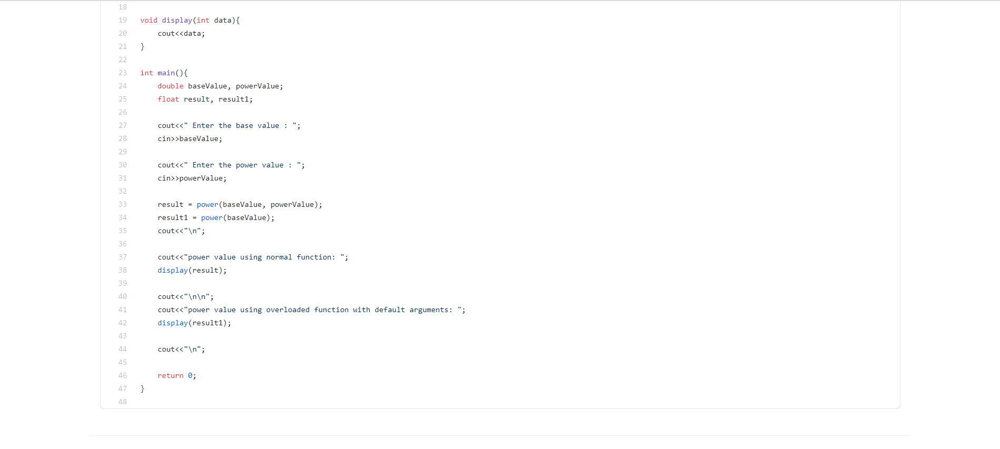 18
19 void display(int data){
20     cout<<data;
21 }
22
23 int main(){
24     double baseValue, powerValue;
25     float result, result1;
26
27     cout<<" Enter the base value : ";
28     cin>>baseValue;
29
30     cout<<" Enter the power value : ";
31     cin>>powerValue;
32
33     result = power(baseValue, powerValue);
34     result1 = power(baseValue);
35     cout<<"\n";
36
37     cout<<"power value using normal function: ";
38     display(result);
39
40     cout<<"\n\n";
41     cout<<"power value using overloaded function with default arguments: ";
42     display(result1);
43
44     cout<<"\n";
45
46     return 0;
47 }
48